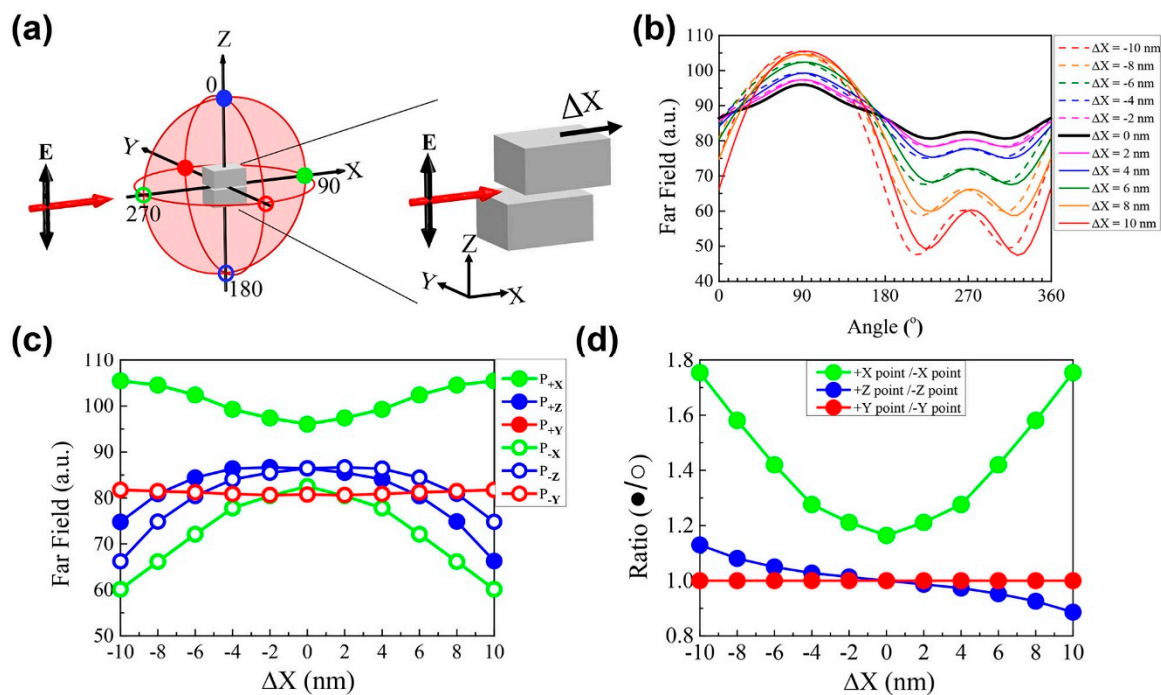 (a)
Z
0
Y
X
90
E
270
180
ΔX
E
Z
Y
X
(b)
110
100
90
80
70
60
50
40
Far Field (a.u.)
0 90 180 270 360
Angle (°)
ΔX = -10 nm
ΔX = -8 nm
ΔX = -6 nm
ΔX = -4 nm
ΔX = -2 nm
ΔX = 0 nm
ΔX = 2 nm
ΔX = 4 nm
ΔX = 6 nm
ΔX = 8 nm
ΔX = 10 nm
(c)
110
100
90
80
70
60
50
Far Field (a.u.)
-10 -8 -6 -4 -2 0 2 4 6 8 10
ΔX (nm)
P+X
P+Z
P+Y
P-X
P-Z
P-Y
(d)
1.8
1.6
1.4
1.2
1.0
0.8
Ratio (●/○)
+X point /-X point
+Z point /-Z point
+Y point /-Y point
-10 -8 -6 -4 -2 0 2 4 6 8 10
ΔX (nm)